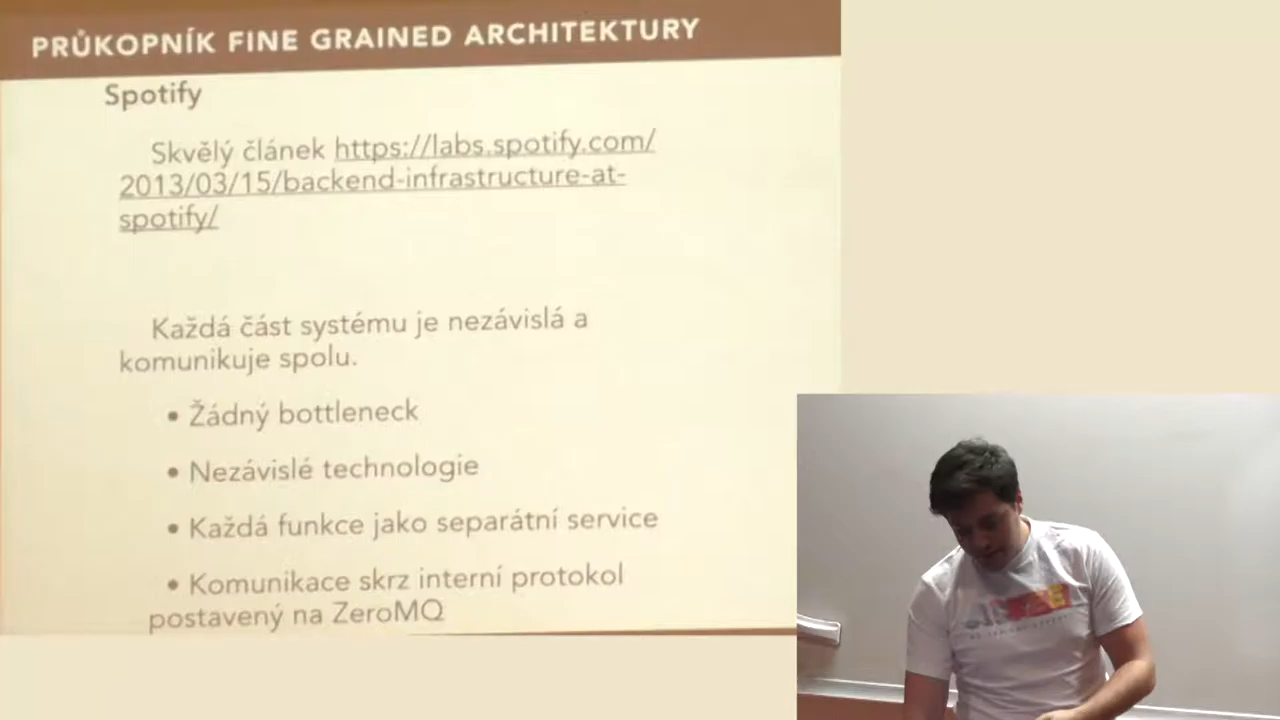 PRŮKOPNÍK FINE GRAINED ARCHITEKTURY
Spotify
Skvělý článek https://labs.spotify.com/
2013/03/15/backend-infrastructure-at-
spotify/
Každá část systému je nezávislá a
komunikuje spolu.
• Žádný bottleneck
• Nezávislé technologie
• Každá funkce jako separátní service
• Komunikace skrz interní protokol
postavený na ZeroMQ